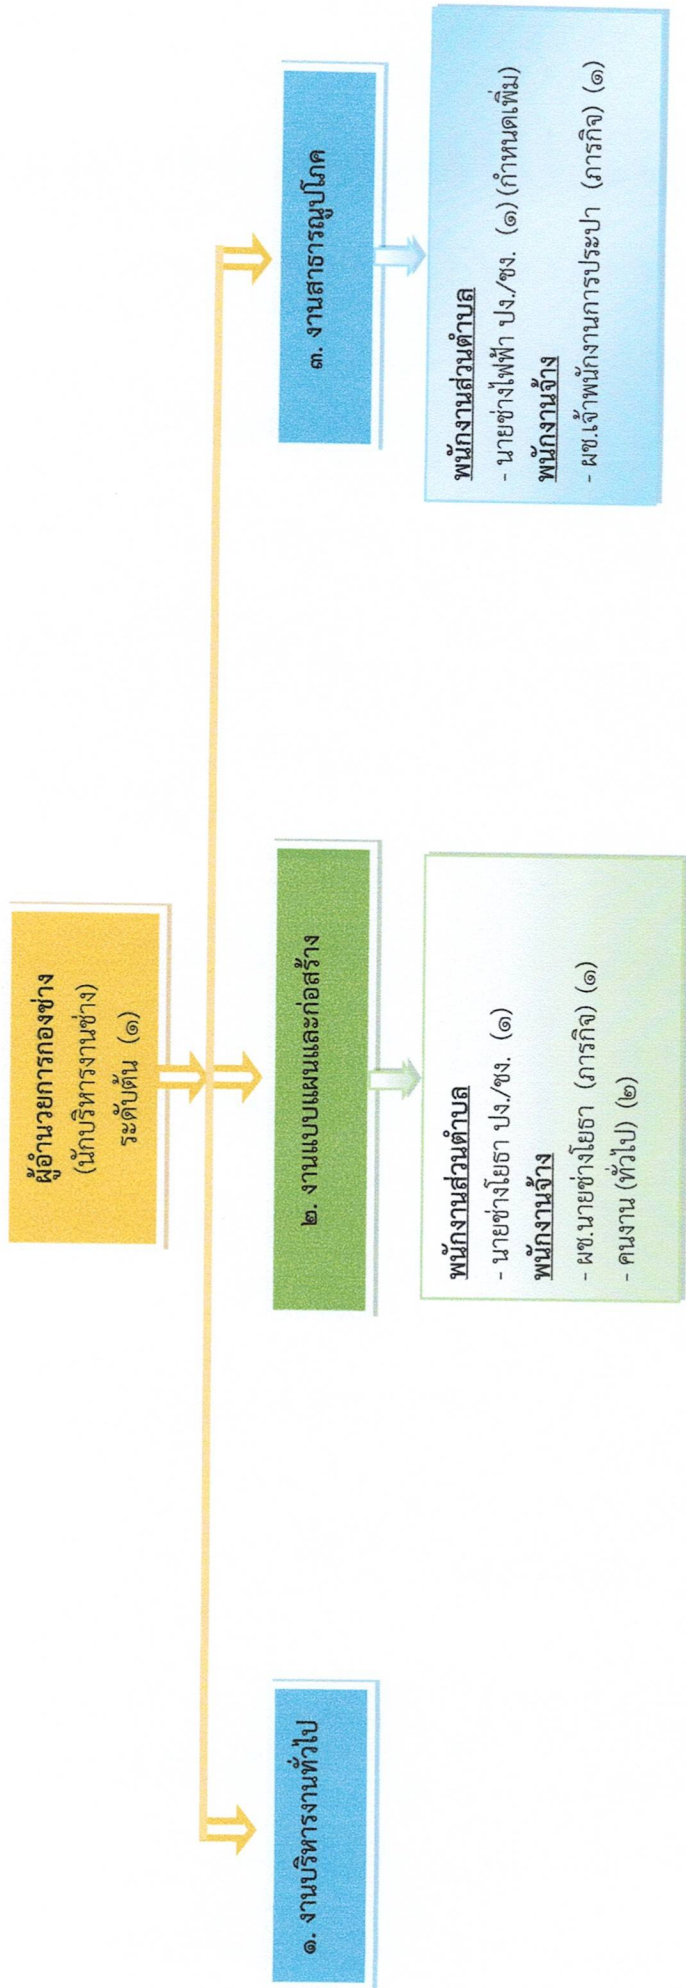 ผู้อำนวยการกองช่าง
(นักบริหารงานช่าง)
ระดับต้น (๑)
๑. งานบริหารงานทั่วไป
๒. งานแบบแผนและก่อสร้าง
พนักงานส่วนตำบล
- นายช่างโยธา ปง./ชง. (๑)
พนักงานจ้าง
- ผช.นายช่างโยธา (ภารกิจ) (๑)
- คนงาน (ทั่วไป) (๒)
๓. งานสาธารณูปโภค
พนักงานส่วนตำบล
- นายช่างไฟฟ้า ปง./ชง. (๑) (กำหนดเพิ่ม)
พนักงานจ้าง
- ผช.เจ้าพนักงานการประปา (ภารกิจ) (๑)